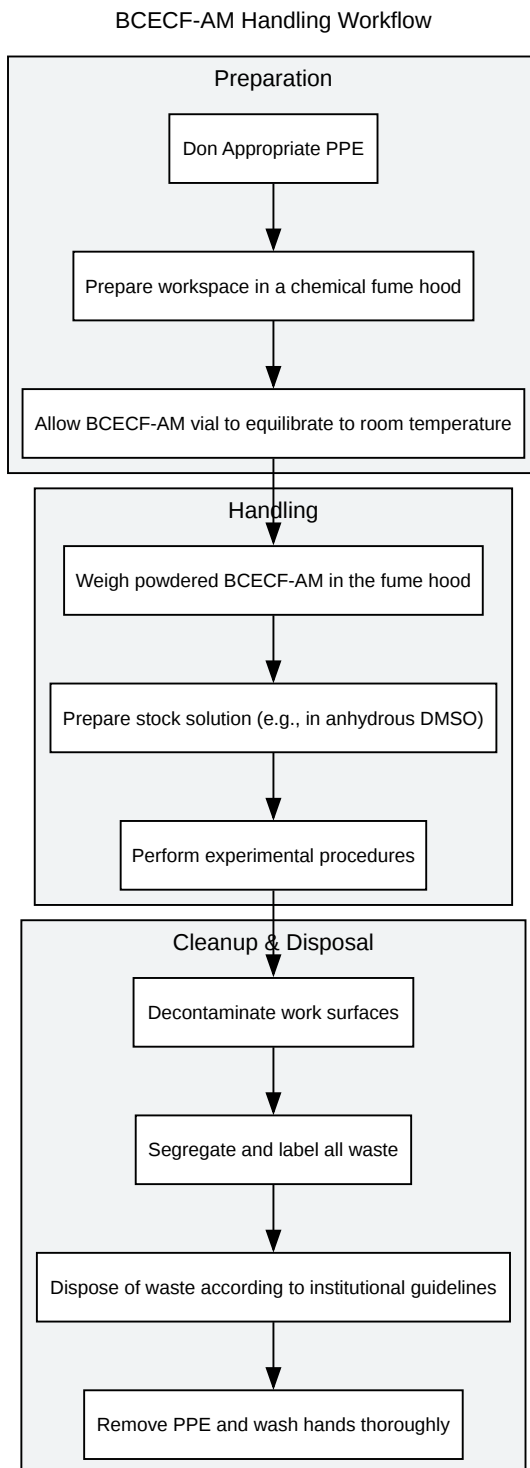 BCECF-AM Handling Workflow
Preparation
Don Appropriate PPE
Prepare workspace in a chemical fume hood
Allow BCECF-AM vial to equilibrate to room temperature
Handling
Weigh powdered BCECF-AM in the fume hood
Prepare stock solution (e.g., in anhydrous DMSO)
Perform experimental procedures
Cleanup & Disposal
Decontaminate work surfaces
Segregate and label all waste
Dispose of waste according to institutional guidelines
Remove PPE and wash hands thoroughly